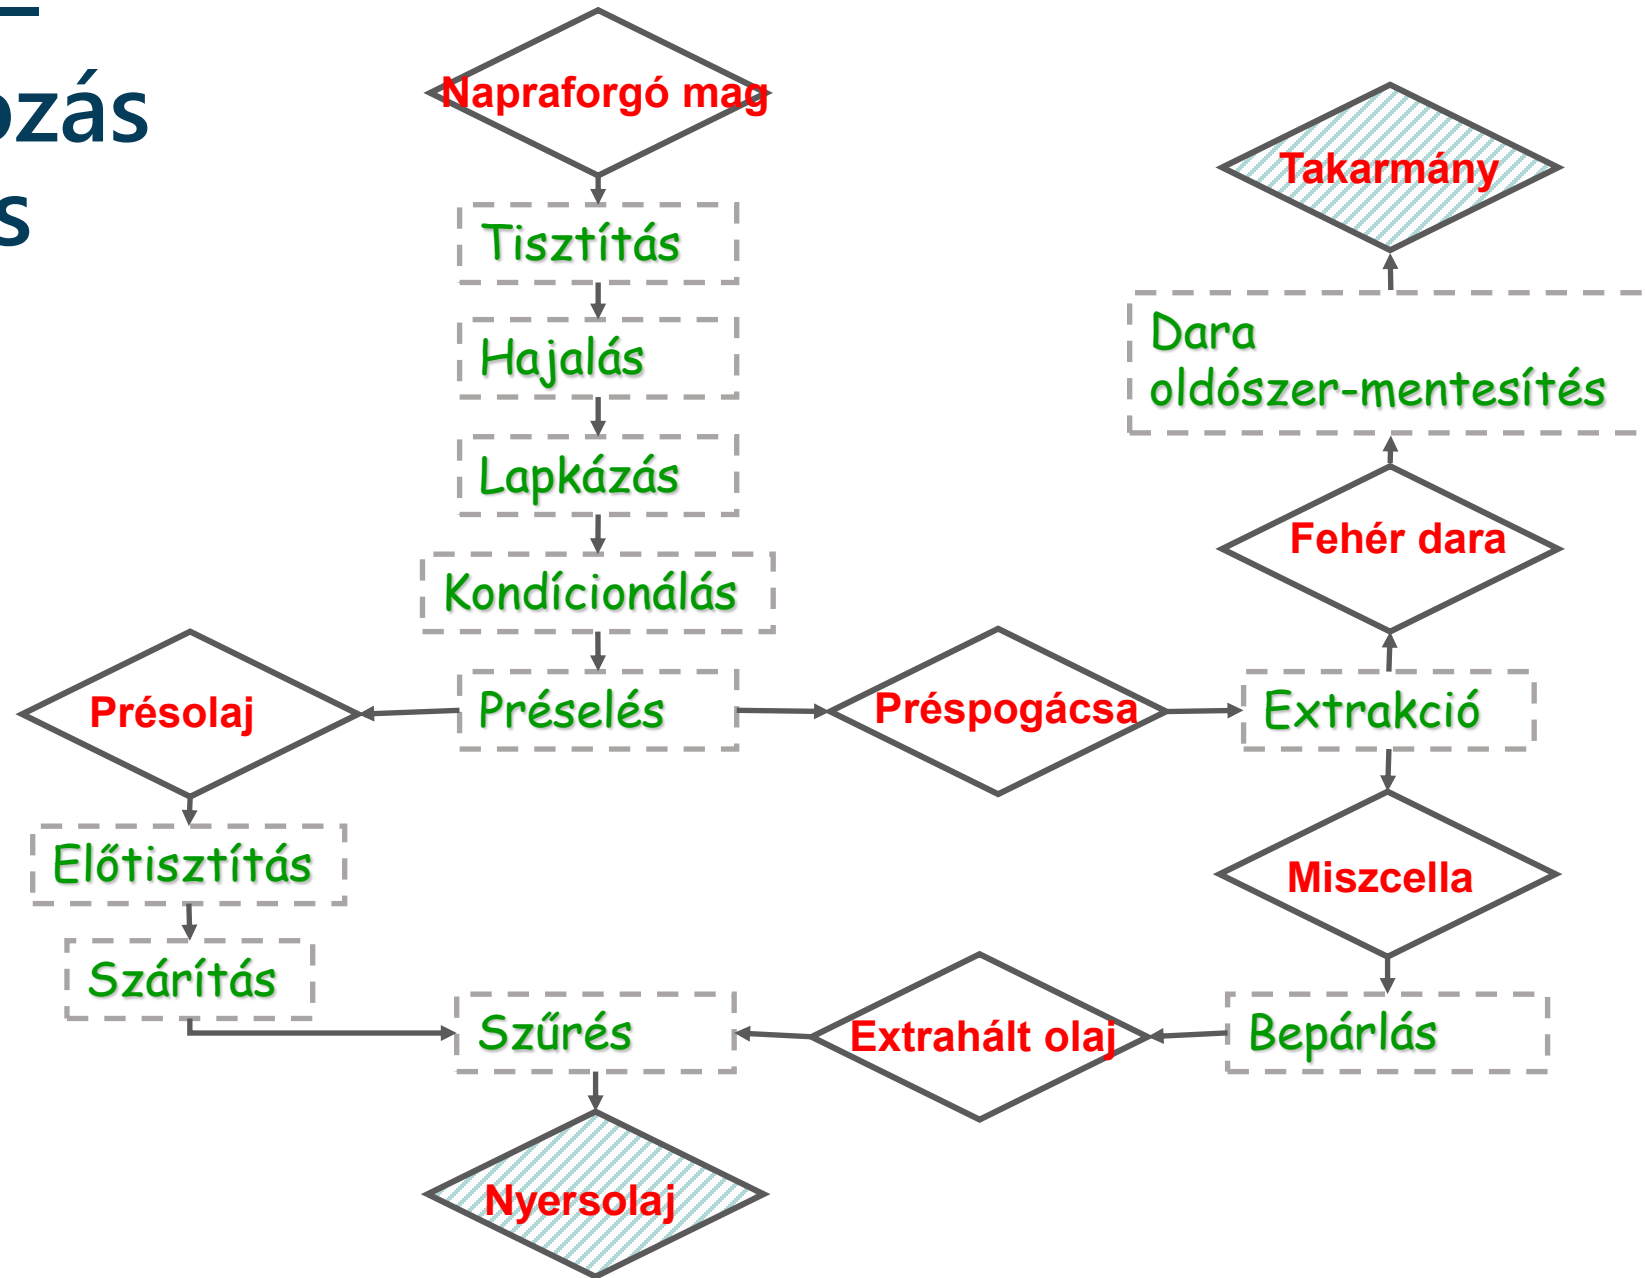 ozás
s
Napraforgó mag
Takarmány
Tisztítás
Hajalás
Dara
oldószer-mentesítés
Lapkázás
Fehér dara
Kondícionálás
Présolaj
Préselés
Préspogácsa
Extrakció
Előtisztítás
Miszcella
Szárítás
Szűrés
Extrahált olaj
Bepárlás
Nyersolaj